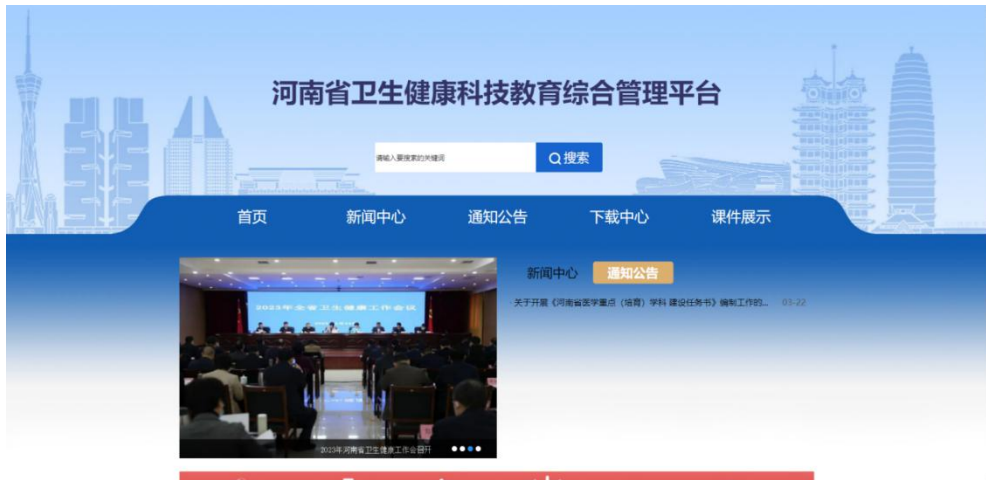 河南省卫生健康科技教育综合管理平台
请输入要搜索的关键词
搜索
首页 新闻中心 通知公告 下载中心 课件展示
新闻中心 通知公告
关于开展《河南省医学重点（培育）学科 建设任务书》编制工作的... 03-22
2023年全省卫生健康工作会议
2023年河南省卫生健康工作会召开